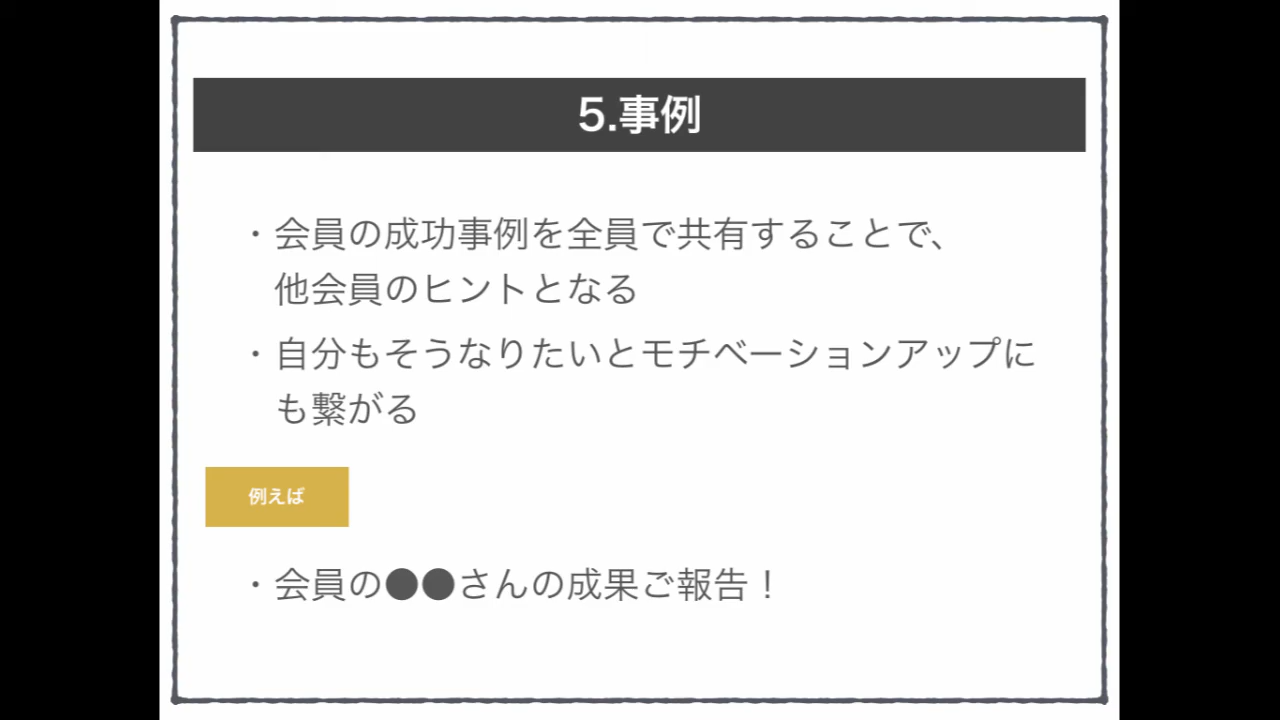 5.事例
・会員の成功事例を全員で共有することで、
他会員のヒントとなる
・自分もそうなりたいとモチベーションアップに
も繋がる
例えば
・会員の●●さんの成果ご報告！